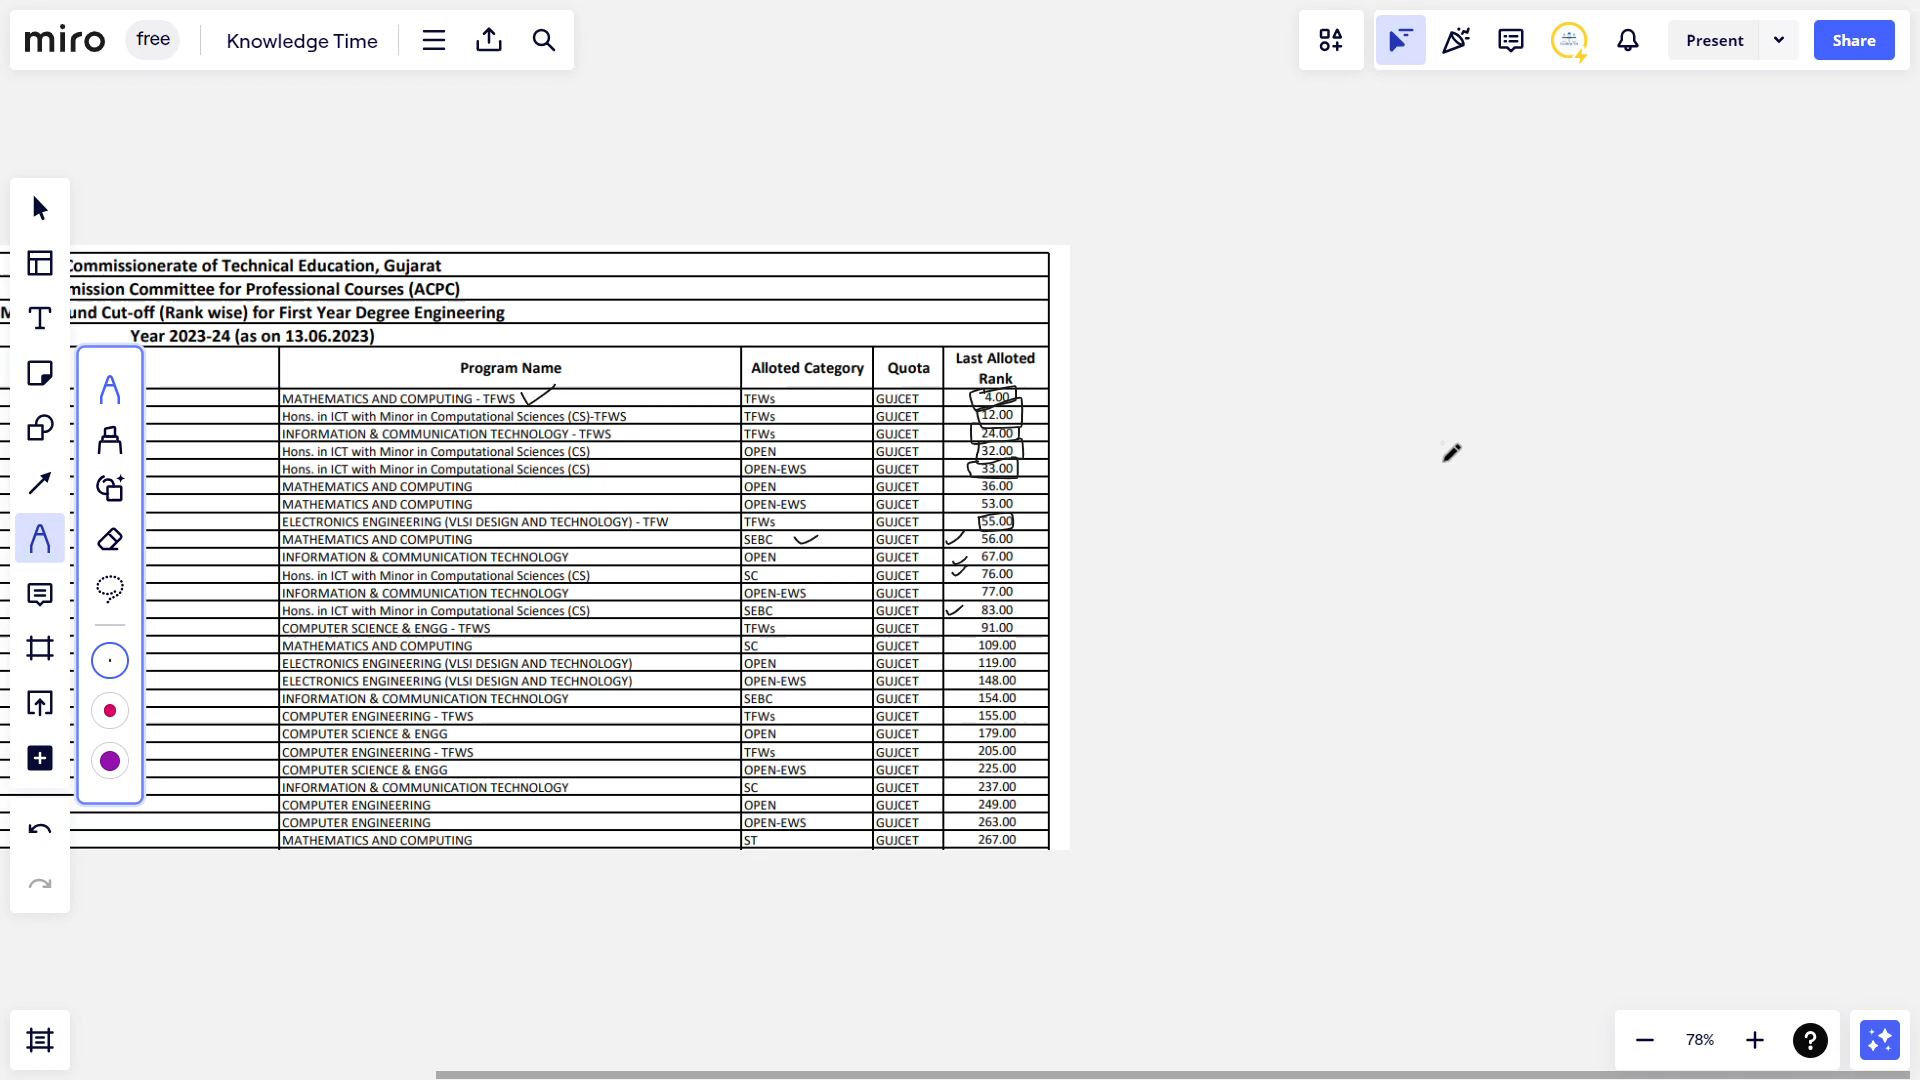 miro free Knowledge Time Present Share
Commissionerate of Technical Education, Gujarat
mission Committee for Professional Courses (ACPC)
und Cut-off (Rank wise) for First Year Degree Engineering
Year 2023-24 (as on 13.06.2023)
Program Name Alloted Category Quota Last Alloted Rank
MATHEMATICS AND COMPUTING - TFWS TFWs GUJCET 4.00
Hons. in ICT with Minor in Computational Sciences (CS)-TFWS TFWs GUJCET 12.00
INFORMATION & COMMUNICATION TECHNOLOGY - TFWS TFWs GUJCET 24.00
Hons. in ICT with Minor in Computational Sciences (CS) OPEN GUJCET 32.00
Hons. in ICT with Minor in Computational Sciences (CS) OPEN-EWS GUJCET 33.00
MATHEMATICS AND COMPUTING OPEN GUJCET 36.00
MATHEMATICS AND COMPUTING OPEN-EWS GUJCET 53.00
ELECTRONICS ENGINEERING (VLSI DESIGN AND TECHNOLOGY) - TFW TFWs GUJCET 55.00
MATHEMATICS AND COMPUTING SEBC GUJCET 56.00
INFORMATION & COMMUNICATION TECHNOLOGY OPEN GUJCET 67.00
Hons. in ICT with Minor in Computational Sciences (CS) SC GUJCET 76.00
INFORMATION & COMMUNICATION TECHNOLOGY OPEN-EWS GUJCET 77.00
Hons. in ICT with Minor in Computational Sciences (CS) SEBC GUJCET 83.00
COMPUTER SCIENCE & ENGG - TFWS TFWs GUJCET 91.00
MATHEMATICS AND COMPUTING SC GUJCET 109.00
ELECTRONICS ENGINEERING (VLSI DESIGN AND TECHNOLOGY) OPEN GUJCET 119.00
ELECTRONICS ENGINEERING (VLSI DESIGN AND TECHNOLOGY) OPEN-EWS GUJCET 148.00
INFORMATION & COMMUNICATION TECHNOLOGY SEBC GUJCET 154.00
COMPUTER ENGINEERING - TFWS TFWs GUJCET 155.00
COMPUTER SCIENCE & ENGG OPEN GUJCET 179.00
COMPUTER ENGINEERING - TFWS TFWs GUJCET 205.00
COMPUTER SCIENCE & ENGG OPEN-EWS GUJCET 225.00
INFORMATION & COMMUNICATION TECHNOLOGY SC GUJCET 237.00
COMPUTER ENGINEERING OPEN GUJCET 249.00
COMPUTER ENGINEERING OPEN-EWS GUJCET 263.00
MATHEMATICS AND COMPUTING ST GUJCET 267.00
78%